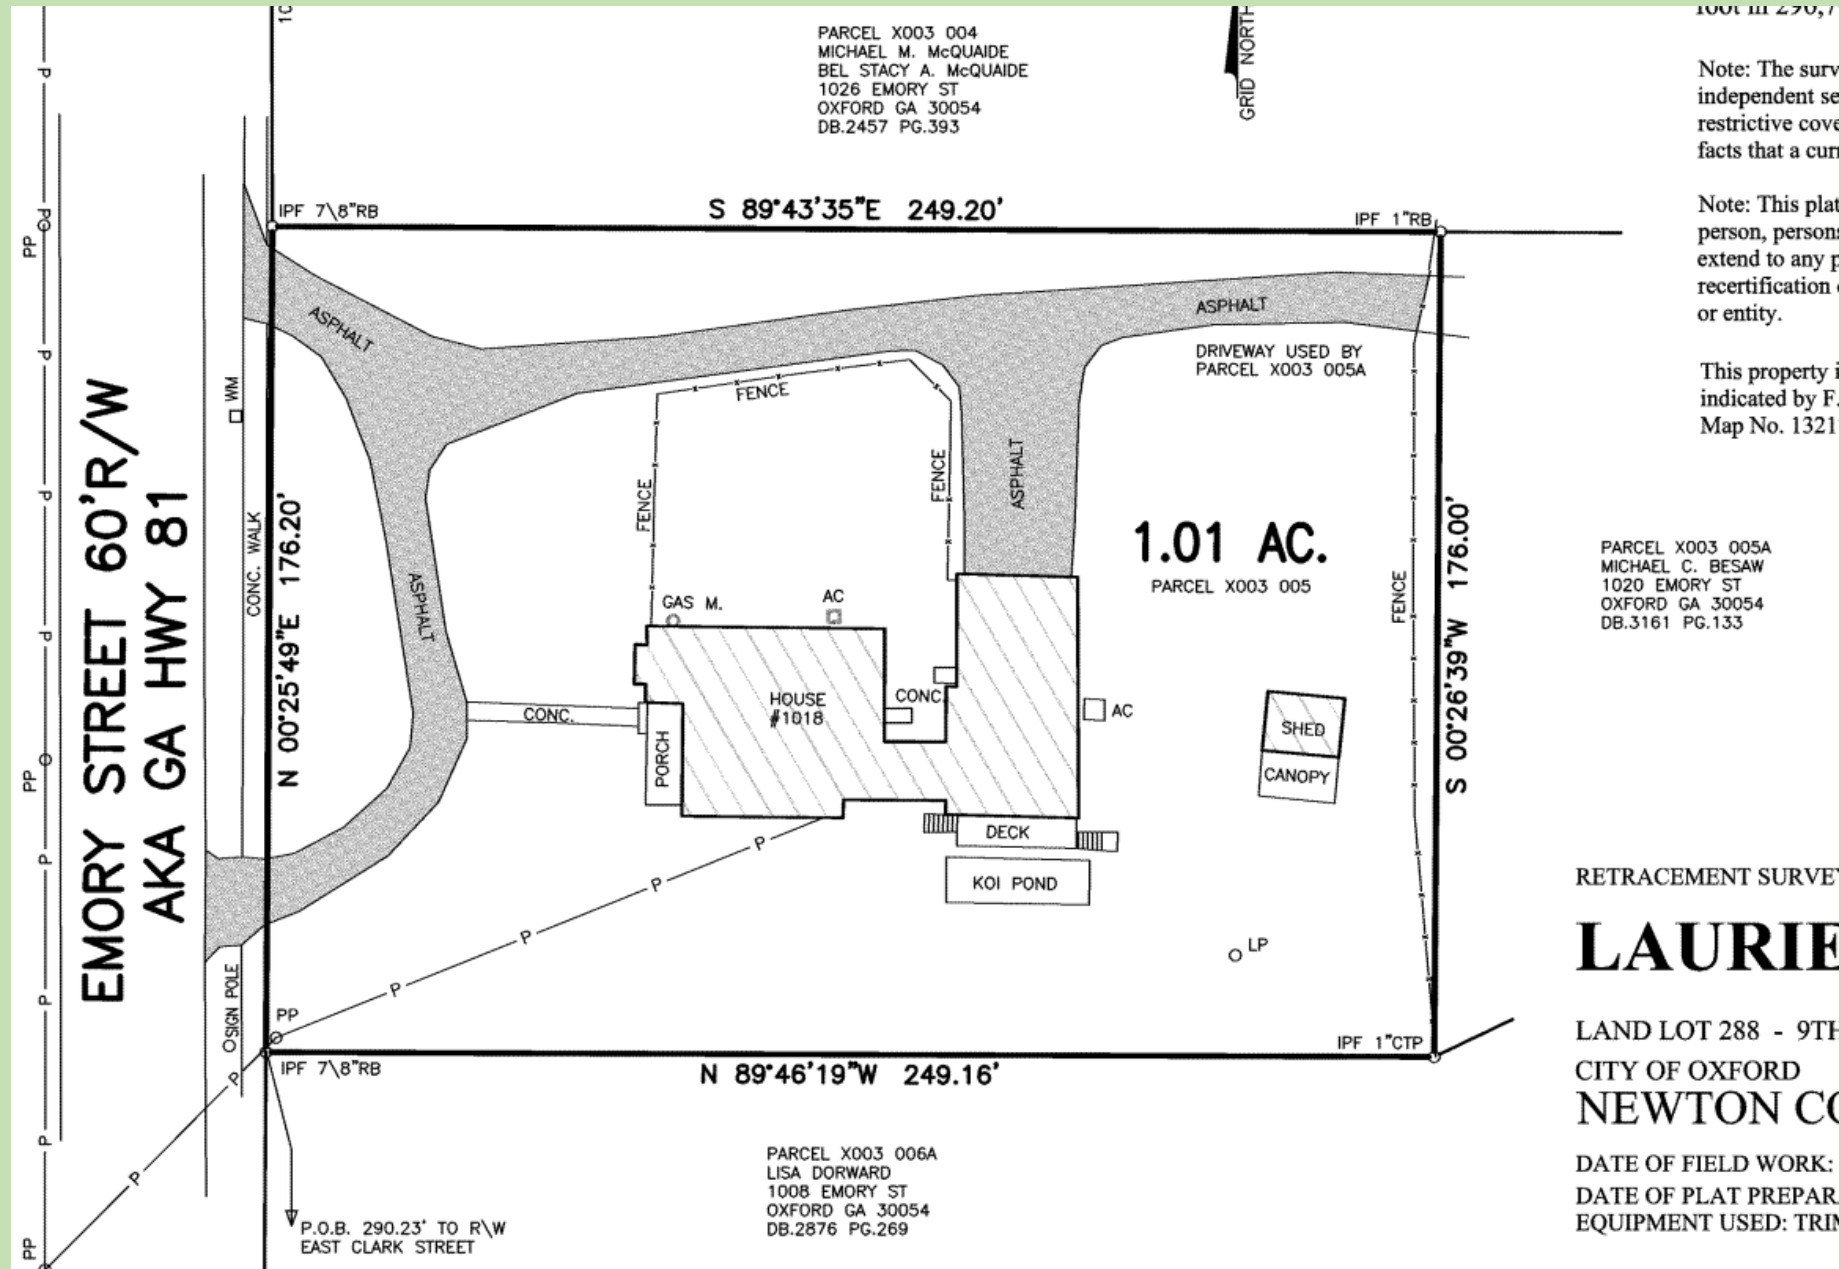 PARCEL X003 004
MICHAEL M. McQUAIDE
BEL STACY A. McQUAIDE
1026 EMORY ST
OXFORD GA 30054
DB.2457 PG.393
GRID NORTH
Note: The surv
independent se
restrictive cove
facts that a cur
Note: This plat
person, persons
extend to any p
recertification
or entity.
This property i
indicated by F.
Map No. 1321
IPF 7\8"RB
S 89°43'35"E 249.20'
IPF 1"RB
PP
P
P
P
P
P
P
P
P
P
PP
PP
EMORY STREET 60'R/W
AKA GA HWY 81
WM
CONC. WALK
N 00°25'49"E 176.20'
ASPHALT
ASPHALT
ASPHALT
ASPHALT
DRIVEWAY USED BY
PARCEL X003 005A
FENCE
FENCE
FENCE
FENCE
1.01 AC.
PARCEL X003 005
S 00°26'39"W 176.00'
PARCEL X003 005A
MICHAEL C. BESAW
1020 EMORY ST
OXFORD GA 30054
DB.3161 PG.133
GAS M.
AC
HOUSE
#1018
CONC.
CONC.
PORCH
AC
SHED
CANOPY
DECK
KOI POND
LP
P
P
P
P
SIGN POLE
PP
P
P
IPF 7\8"RB
N 89°46'19"W 249.16'
IPF 1"CTP
P.O.B. 290.23' TO R\W
EAST CLARK STREET
PARCEL X003 006A
LISA DORWARD
1008 EMORY ST
OXFORD GA 30054
DB.2876 PG.269
RETRACEMENT SURVEY
LAURIE
LAND LOT 288 - 9TH
CITY OF OXFORD
NEWTON CO
DATE OF FIELD WORK:
DATE OF PLAT PREPAR
EQUIPMENT USED: TRIM